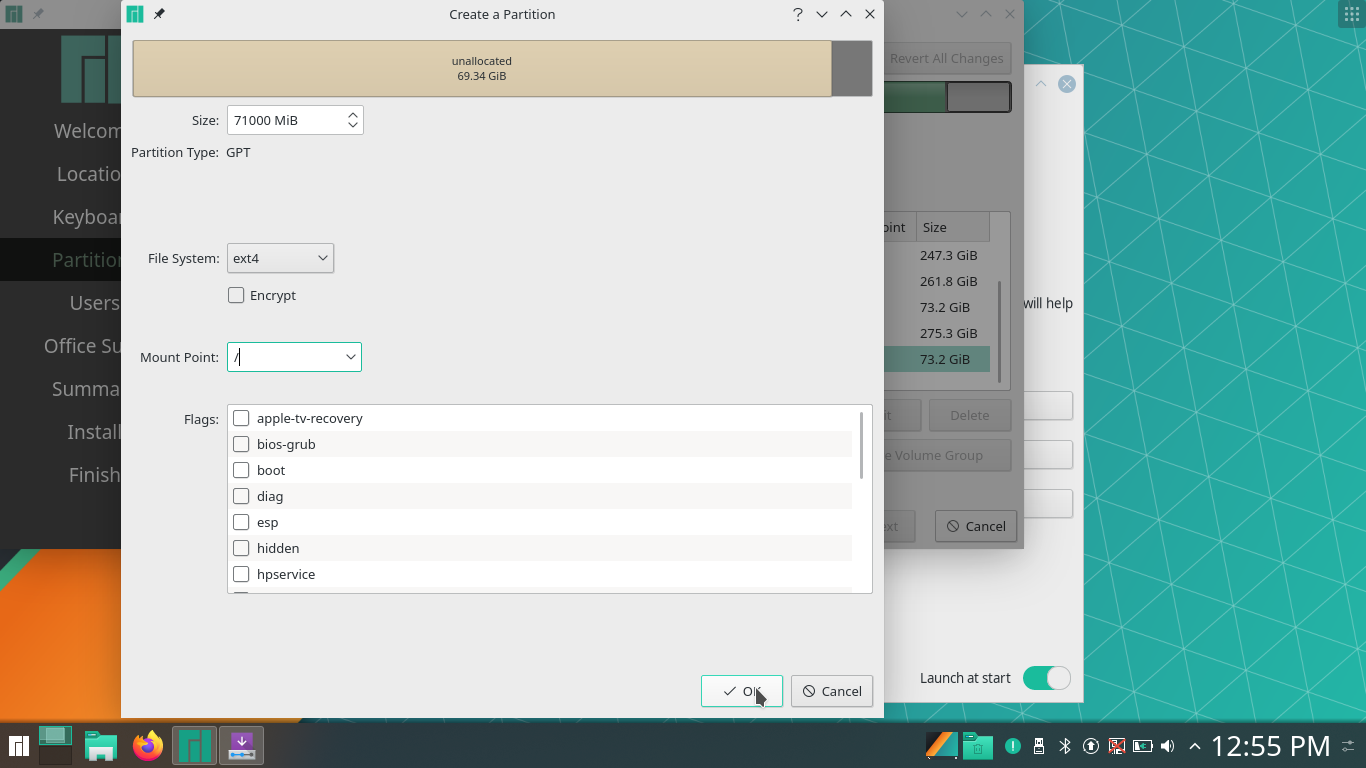 Create a Partition
?
unallocated
69.34 GiB
Revert All Changes
Size: 71000 MiB
Partition Type: GPT
Welcom
Locatio
Keyboar
Partition
Users
Office Su
Summa
Install
Finish
oint Size
247.3 GiB
261.8 GiB
73.2 GiB
275.3 GiB
73.2 GiB
File System: ext4
Encrypt
will help
Mount Point: /
Flags:
apple-tv-recovery
bios-grub
boot
diag
esp
hidden
hpservice
it Delete
e Volume Group
ext Cancel
Launch at start
OK Cancel
12:55 PM